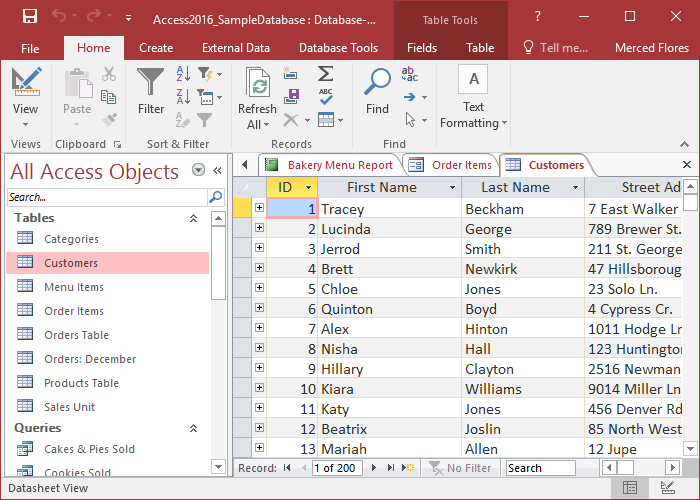 Access2016_SampleDatabase : Database-...
Table Tools
?
File
Home
Create
External Data
Database Tools
Fields
Table
Tell me...
Merced Flores
View
Paste
Filter
Refresh
All
Find
Text
Formatting
Views
Clipboard
Sort & Filter
Records
Find
All Access Objects
Search...
Tables
Categories
Customers
Menu Items
Order Items
Orders Table
Orders: December
Products Table
Sales Unit
Queries
Cakes & Pies Sold
Cookies Sold
Bakery Menu Report
Order Items
Customers
ID First Name Last Name Street Ad
1 Tracey Beckham 7 East Walker
2 Lucinda George 789 Brewer St.
3 Jerrod Smith 211 St. George
4 Brett Newkirk 47 Hillsboroug
5 Chloe Jones 23 Solo Ln.
6 Quinton Boyd 4 Cypress Cr.
7 Alex Hinton 1011 Hodge Ln
8 Nisha Hall 123 Huntington
9 Hillary Clayton 2516 Newman
10 Kiara Williams 9014 Miller Ln
11 Katy Jones 456 Denver Rd
12 Beatrix Joslin 85 North West
13 Mariah Allen 12 Jupe
Record: 1 of 200 No Filter Search
Datasheet View